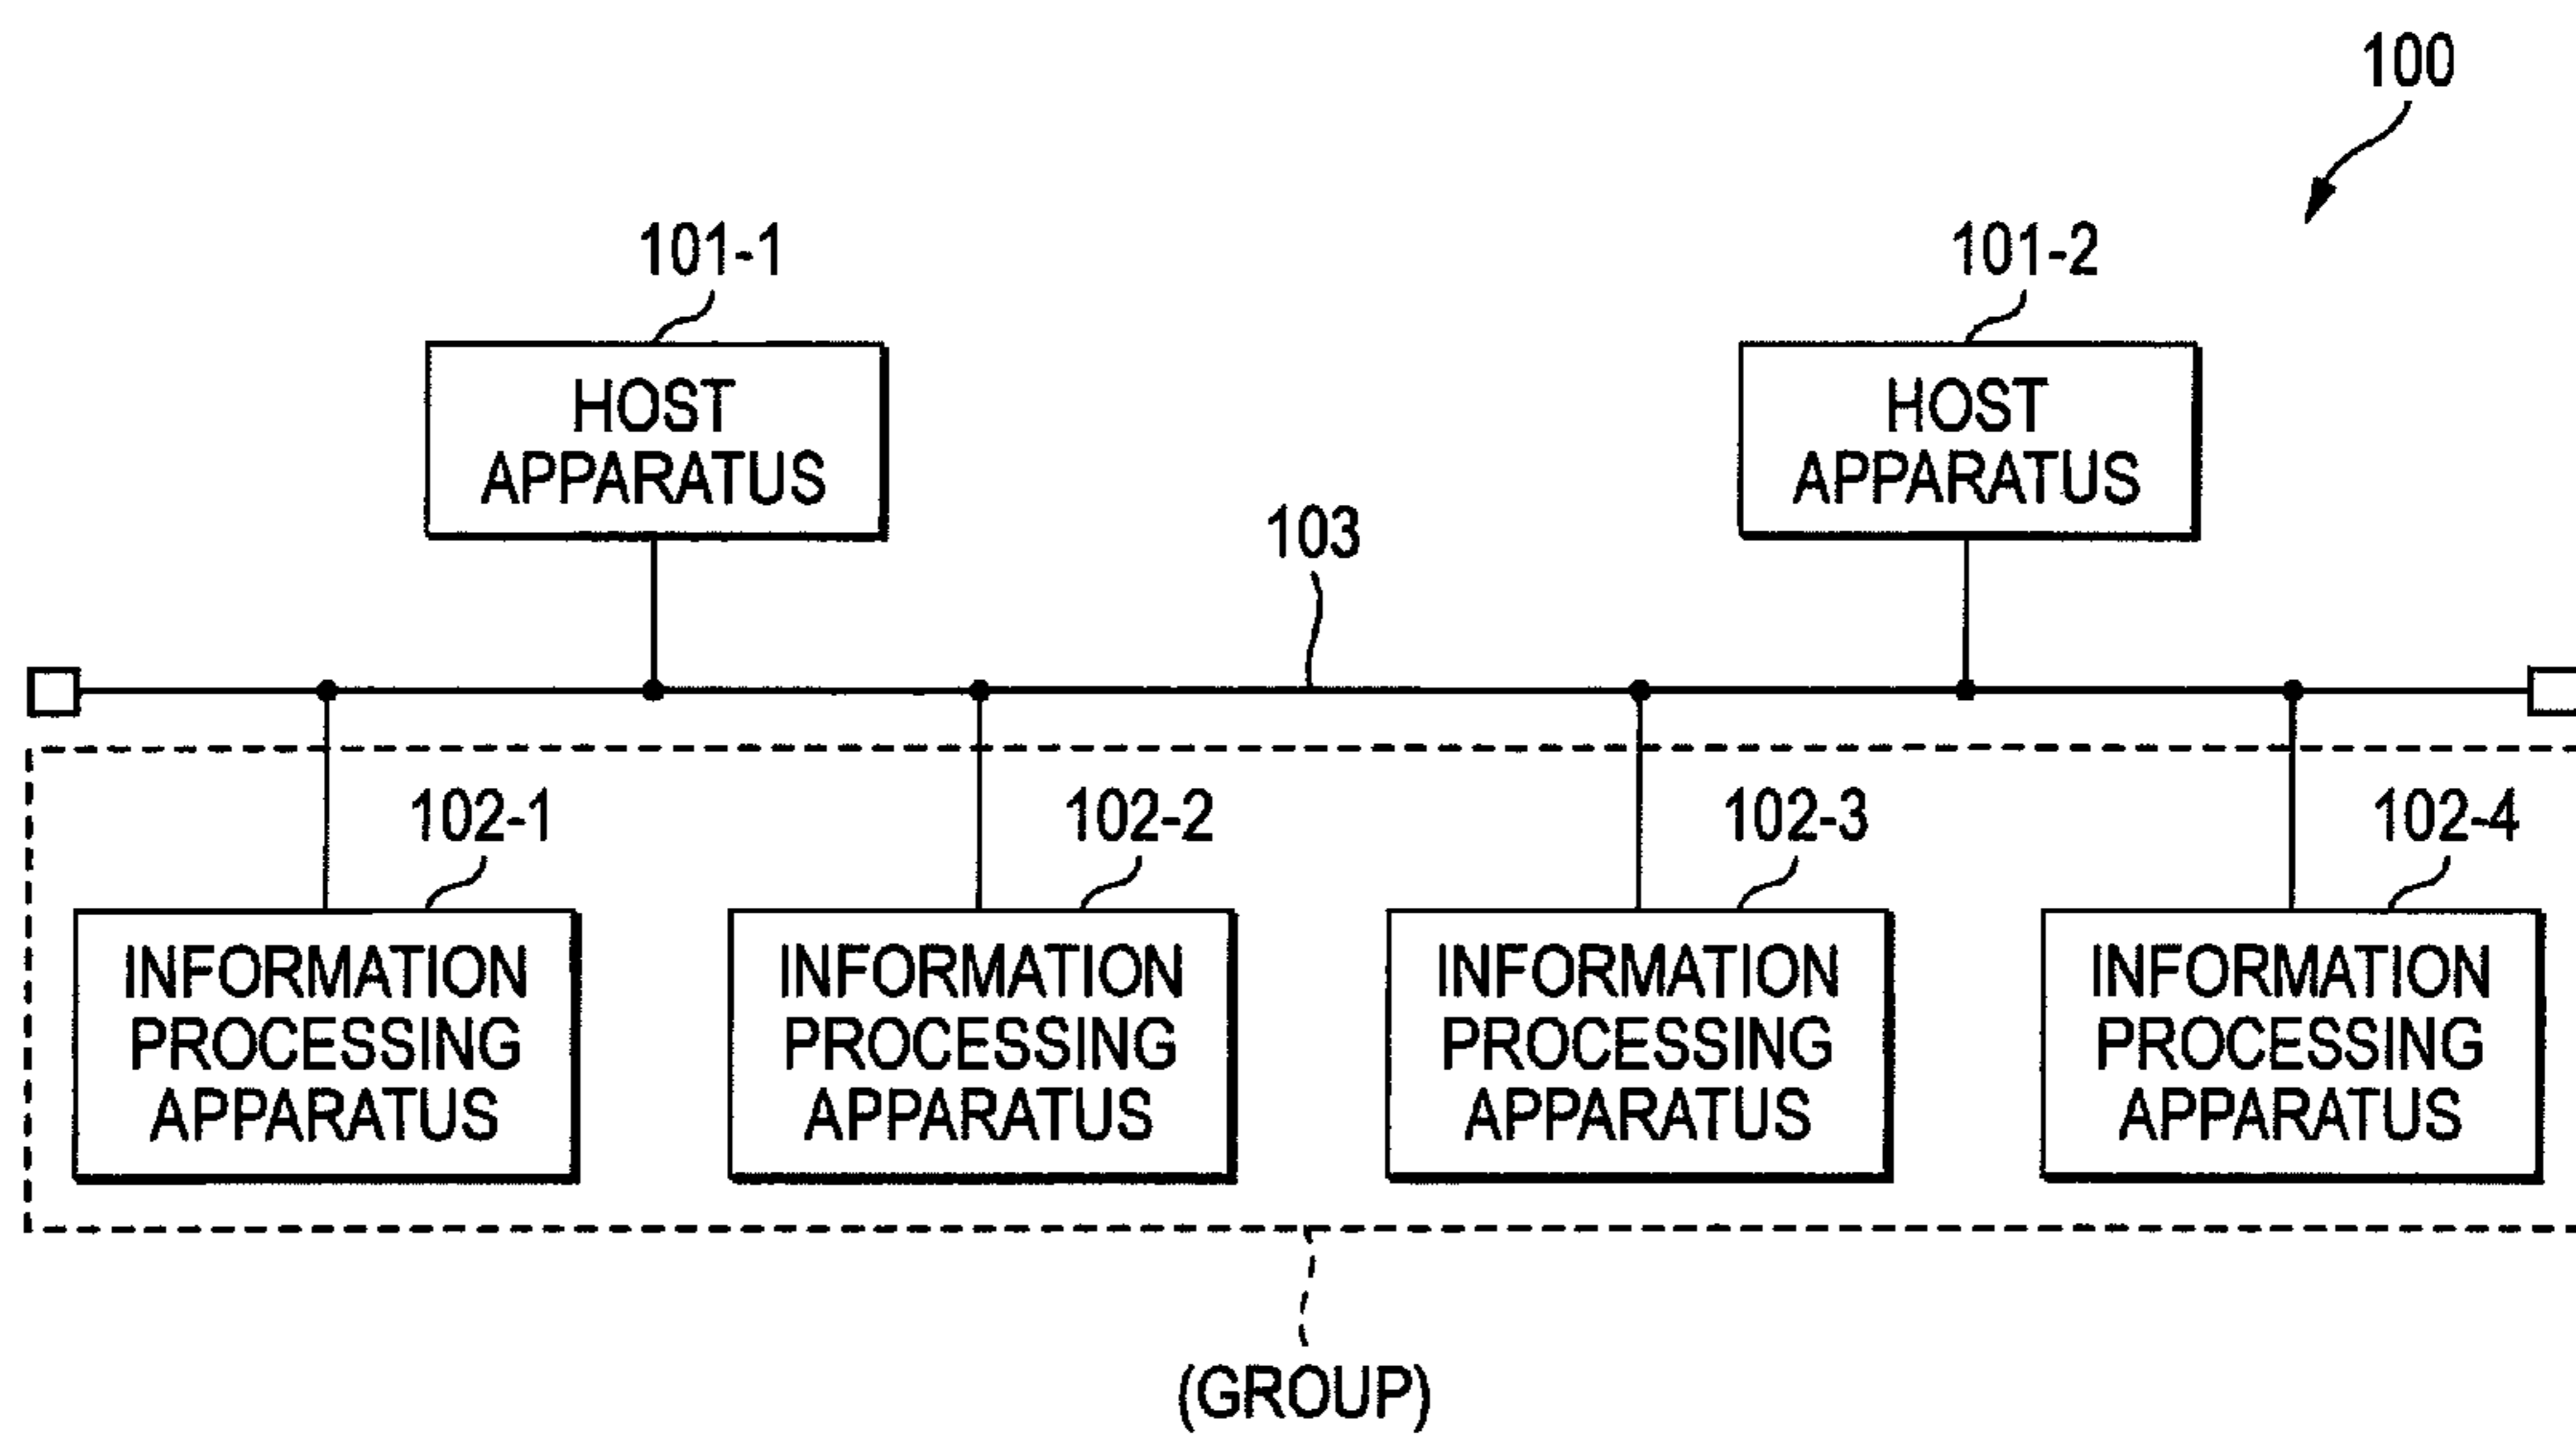 100
101-1
101-2
HOST
APPARATUS
HOST
APPARATUS
103
102-1
102-2
102-3
102-4
INFORMATION
PROCESSING
APPARATUS
INFORMATION
PROCESSING
APPARATUS
INFORMATION
PROCESSING
APPARATUS
INFORMATION
PROCESSING
APPARATUS
(GROUP)